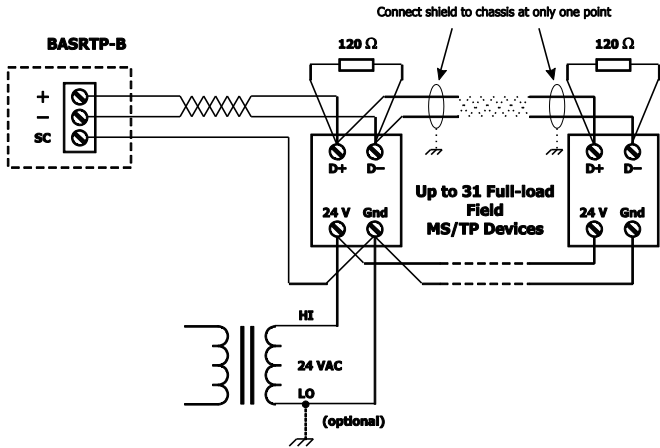 Connect shield to chassis at only one point
BASRTP-B
120 Ω
120 Ω
+
−
SC
D+ D−
D+ D−
Up to 31 Full-load
Field
MS/TP Devices
24 V Gnd
24 V Gnd
HI
24 VAC
LO
(optional)